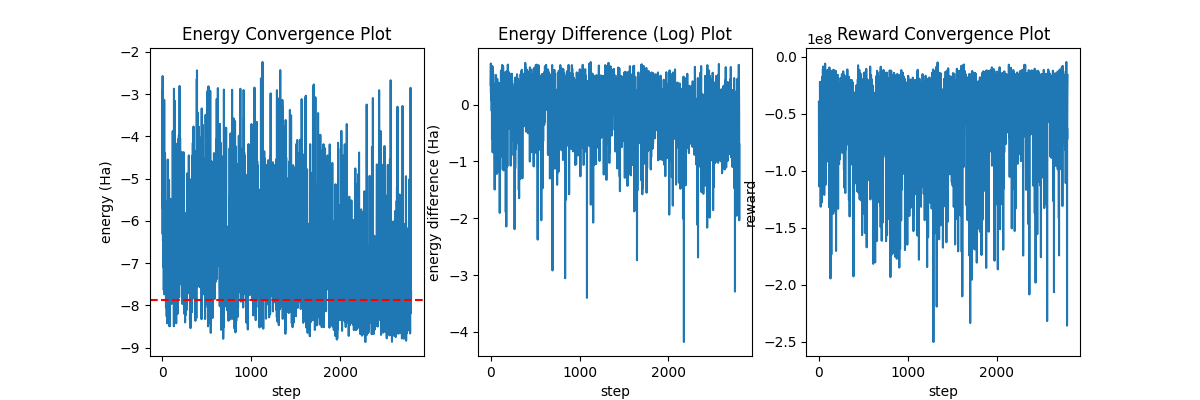 Energy Convergence Plot
−2
−3
−4
−5
−6
−7
−8
−9
energy (Ha)
0
1000
2000
step
Energy Difference (Log) Plot
0
−1
−2
−3
−4
energy difference (Ha)
0
1000
2000
step
Reward Convergence Plot
1e8
0.0
−0.5
−1.0
−1.5
−2.0
−2.5
reward
0
1000
2000
step